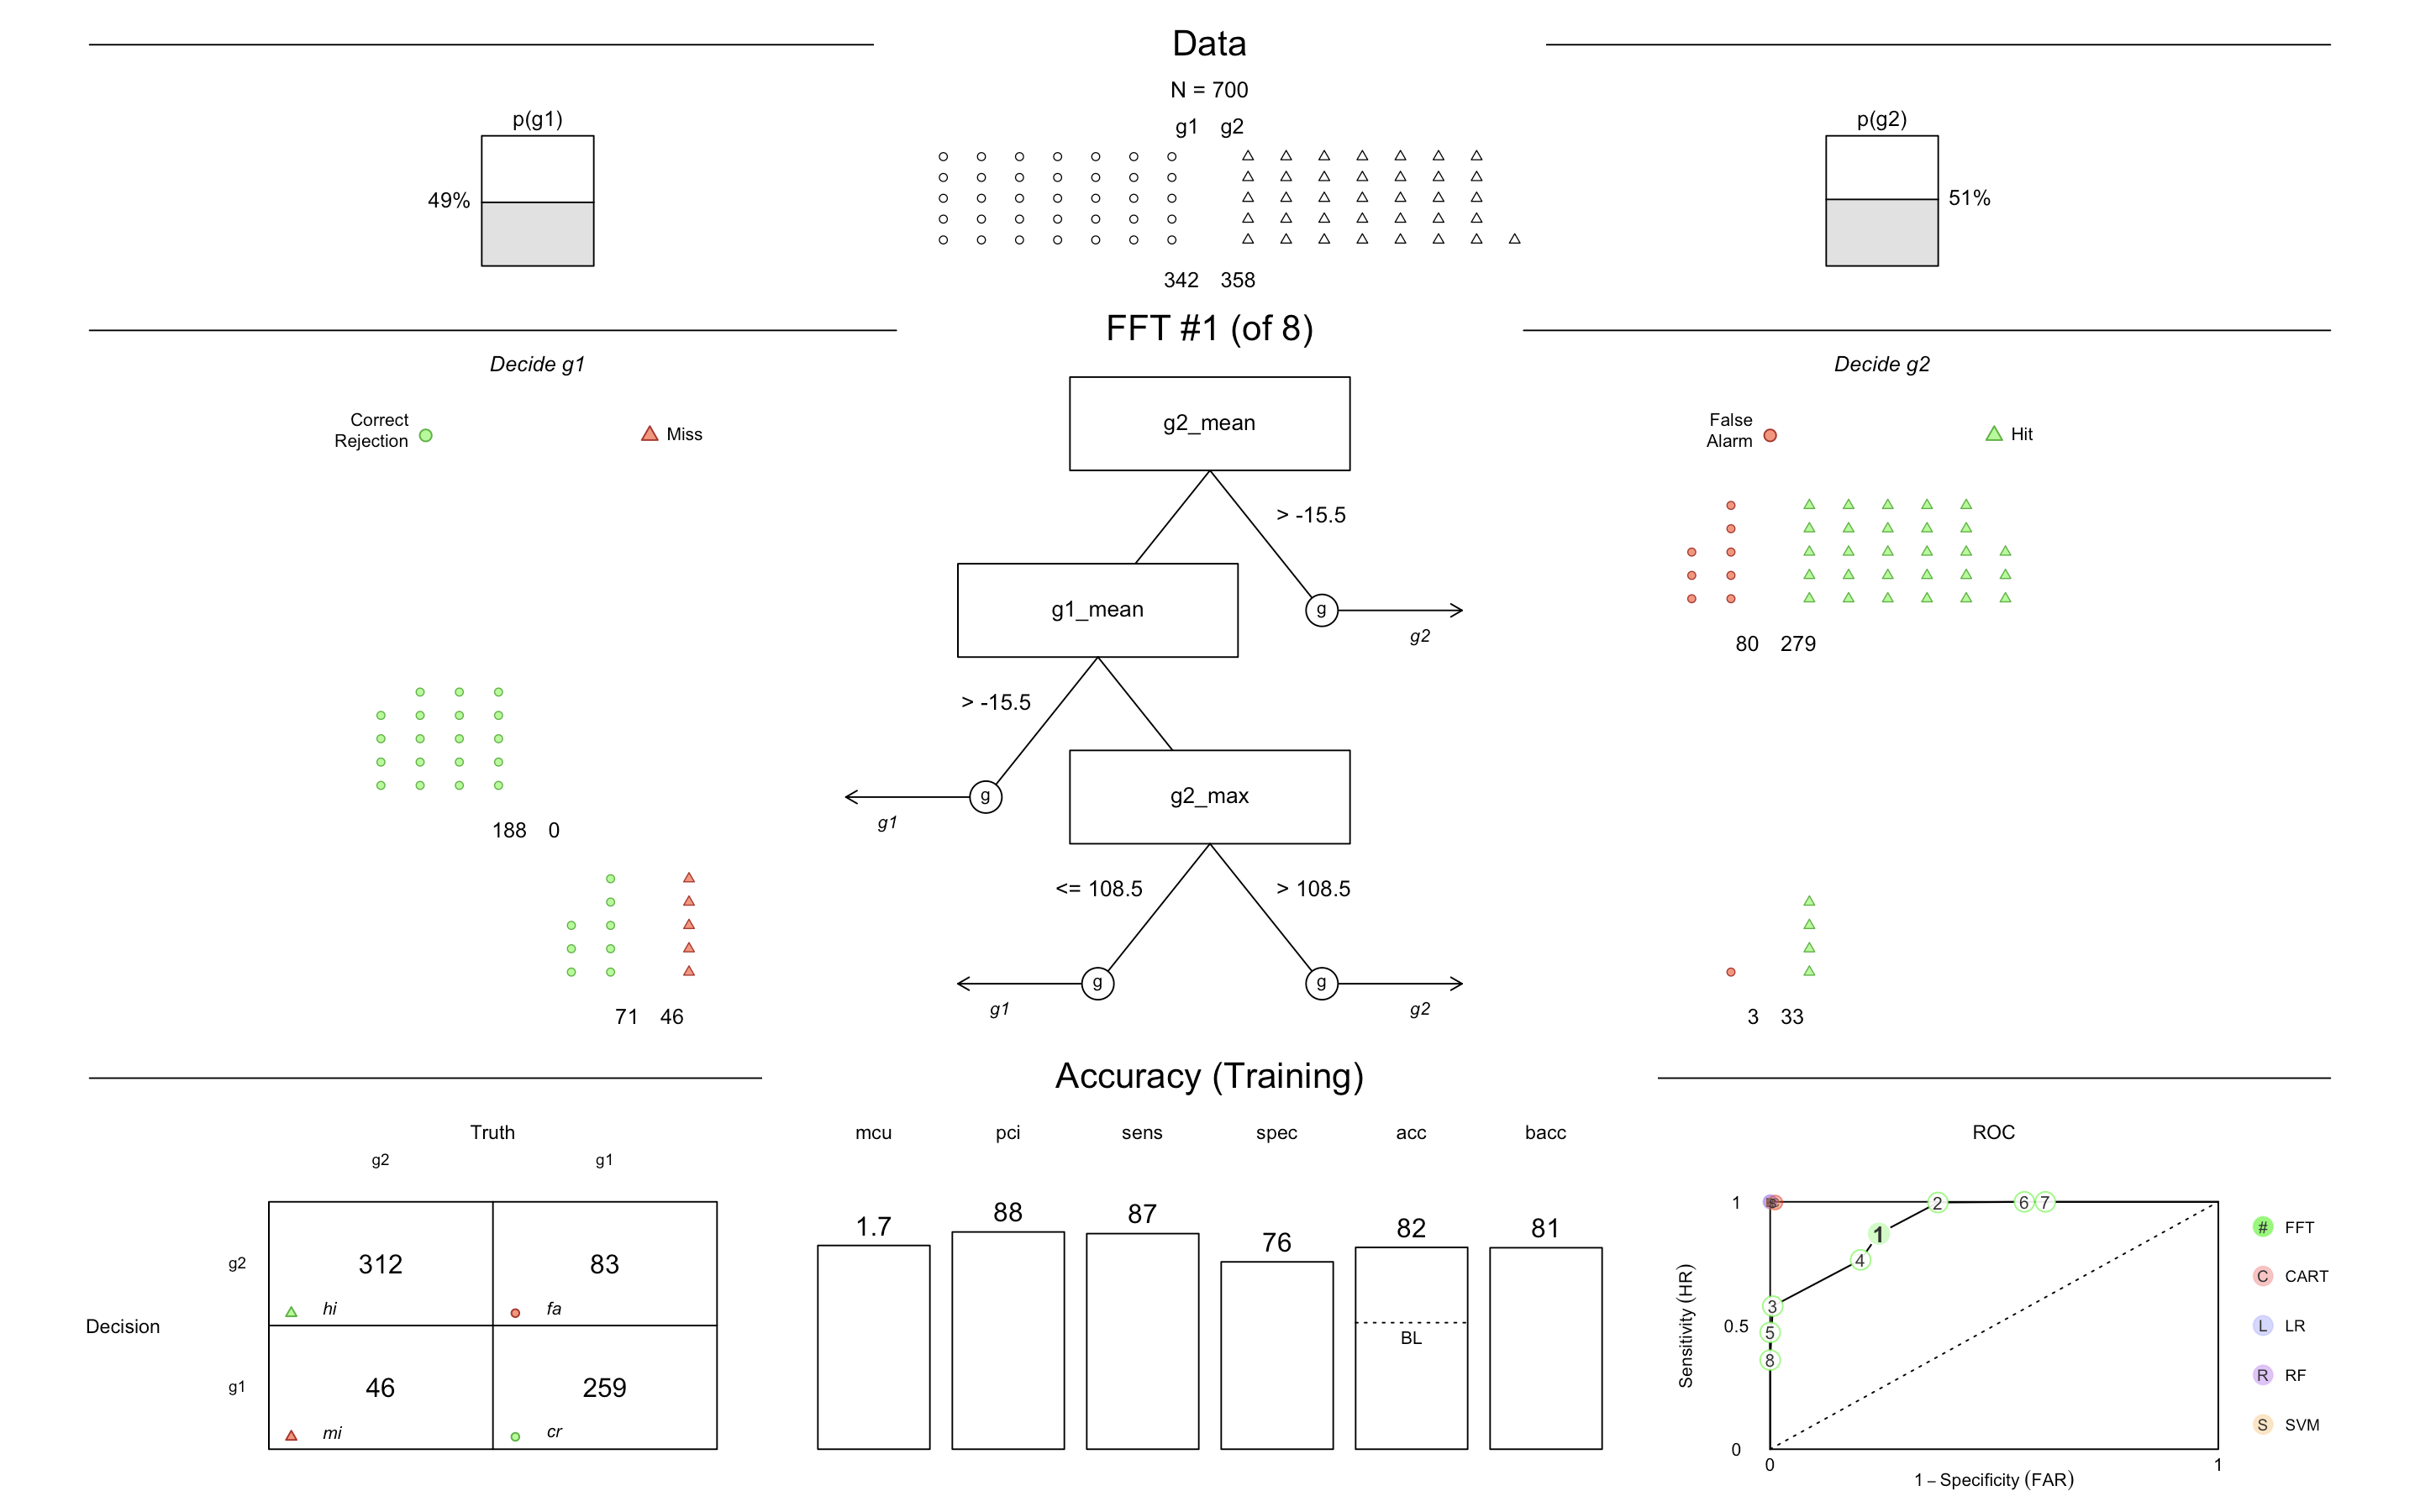 Data
N = 700
p(g1)
g1 g2
p(g2)
49%
51%
342 358
FFT #1 (of 8)
Decide g1
Decide g2
Correct
Rejection
Miss
False
Alarm
Hit
g2_mean
> -15.5
g1_mean
g
g2
80 279
> -15.5
g2_max
g
g1
188 0
<= 108.5
> 108.5
g
g1
g
g2
71 46
3 33
Accuracy (Training)
Truth
g2 g1
Decision
g2
312
hi
83
fa
g1
46
mi
259
cr
mcu pci sens spec acc bacc
1.7 88 87 76 82 81
BL
ROC
Sensitivity (HR)
1
0.5
0
0 1
1 – Specificity (FAR)
2
6
7
1
4
3
5
8
# FFT
C CART
L LR
R RF
S SVM